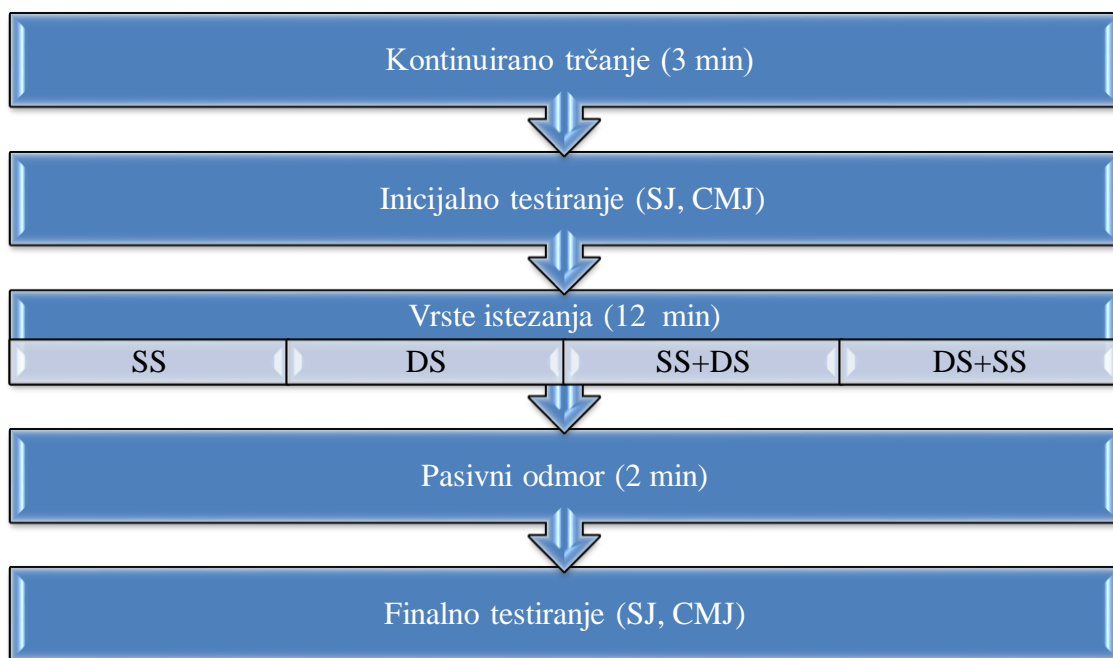 Kontinuirano trčanje (3 min)
Inicijalno testiranje (SJ, CMJ)
Vrste istezanja (12 min)
SS DS SS+DS DS+SS
Pasivni odmor (2 min)
Finalno testiranje (SJ, CMJ)